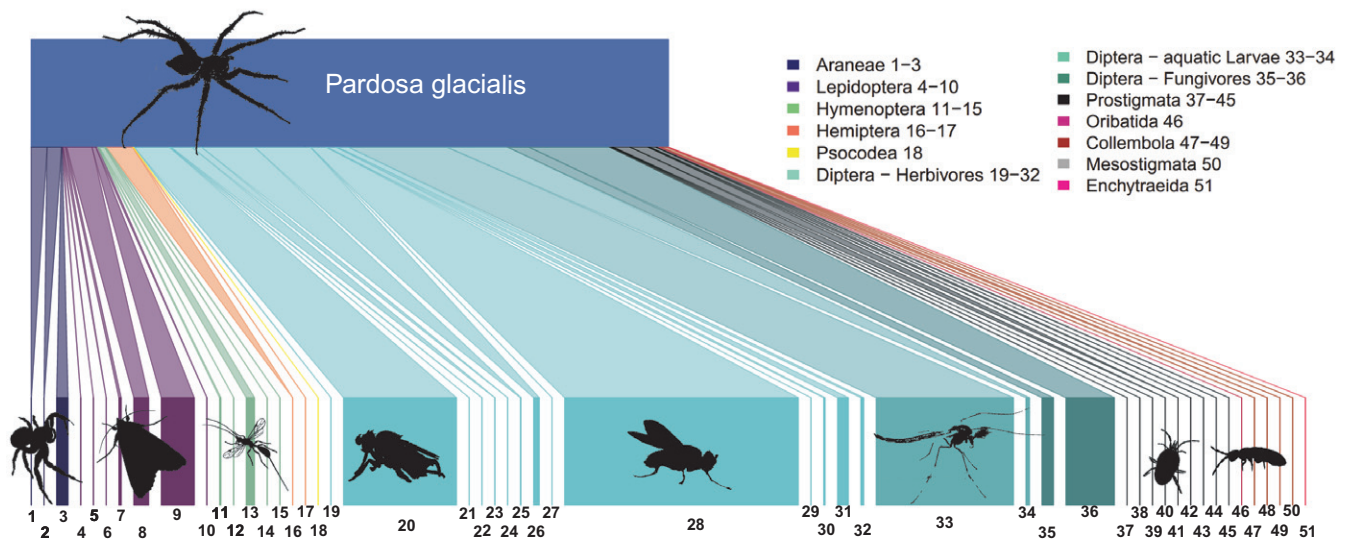 Pardosa glacialis
Araneae 1−3
Lepidoptera 4−10
Hymenoptera 11−15
Hemiptera 16−17
Psocodea 18
Diptera − Herbivores 19−32
Diptera − aquatic Larvae 33−34
Diptera − Fungivores 35−36
Prostigmata 37−45
Oribatida 46
Collembola 47−49
Mesostigmata 50
Enchytraeida 51
1 3 5 7 9 11 13 15 17 19 21 23 25 27 29 31 34 36 38 40 42 44 46 48 50
2 4 6 8 10 12 14 16 18 20 22 24 26 28 30 32 33 35 37 39 41 43 45 47 49 51